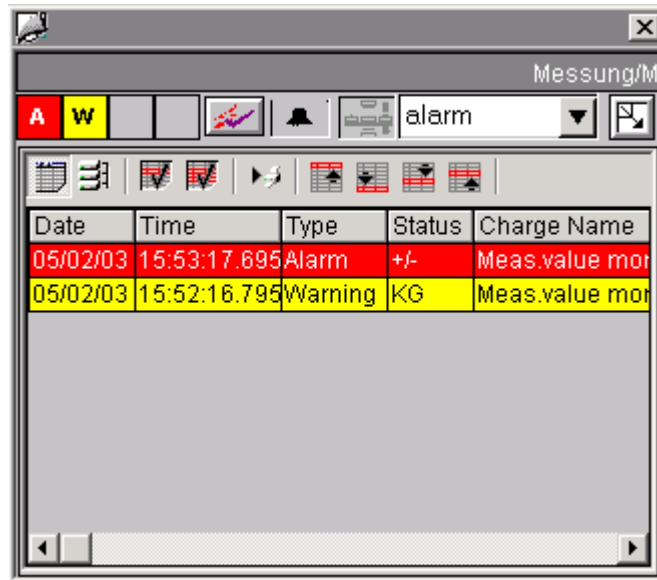 Messung/M
A W alarm
Date Time Type Status Charge Name
05/02/03 15:53:17.695 Alarm +/- Meas.value mor
05/02/03 15:52:16.795 Warning KG Meas.value mor